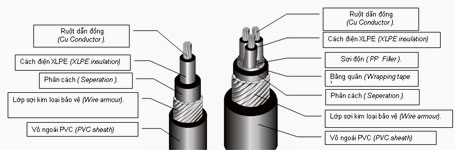 Ruột dẫn đồng
(Cu Conductor ).
Cách điện XLPE (XLPE insulation)
Phân cách ( Seperation ).
Lớp sợi kim loại bảo vệ (Wire armour).
Vỏ ngoài PVC (PVC sheath)
Ruột dẫn đồng
(Cu Conductor ).
Cách điện XLPE (XLPE insulation)
Sợi độn ( PP Filler ).
Băng quấn (Wrapping tape
).
Phân cách ( Seperation ).
Lớp sợi kim loại bảo vệ (Wire armour).
Vỏ ngoài PVC (PVC sheath)